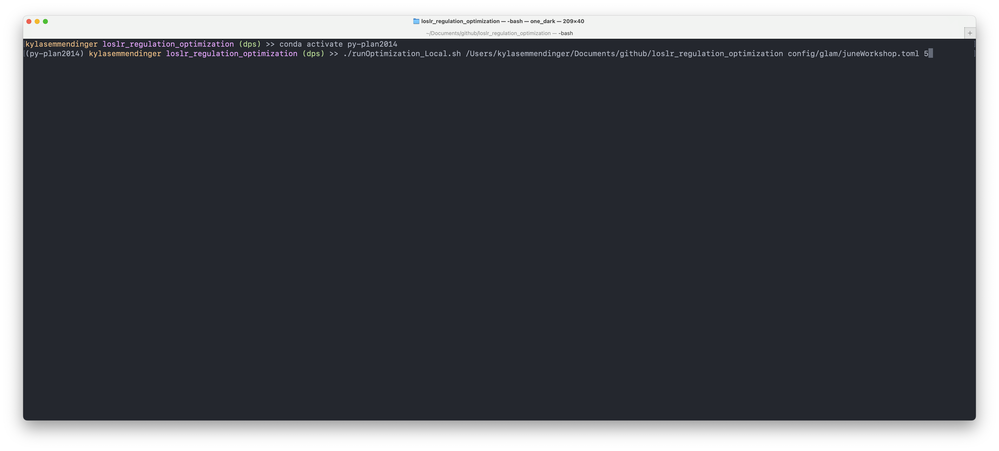 loslr_regulation_optimization — -bash — one_dark — 209×40
~/Documents/github/loslr_regulation_optimization — -bash
+
kylasemmendinger loslr_regulation_optimization (dps) >> conda activate py-plan2014
(py-plan2014) kylasemmendinger loslr_regulation_optimization (dps) >> ./runOptimization_Local.sh /Users/kylasemmendinger/Documents/github/loslr_regulation_optimization config/glam/juneWorkshop.toml 5